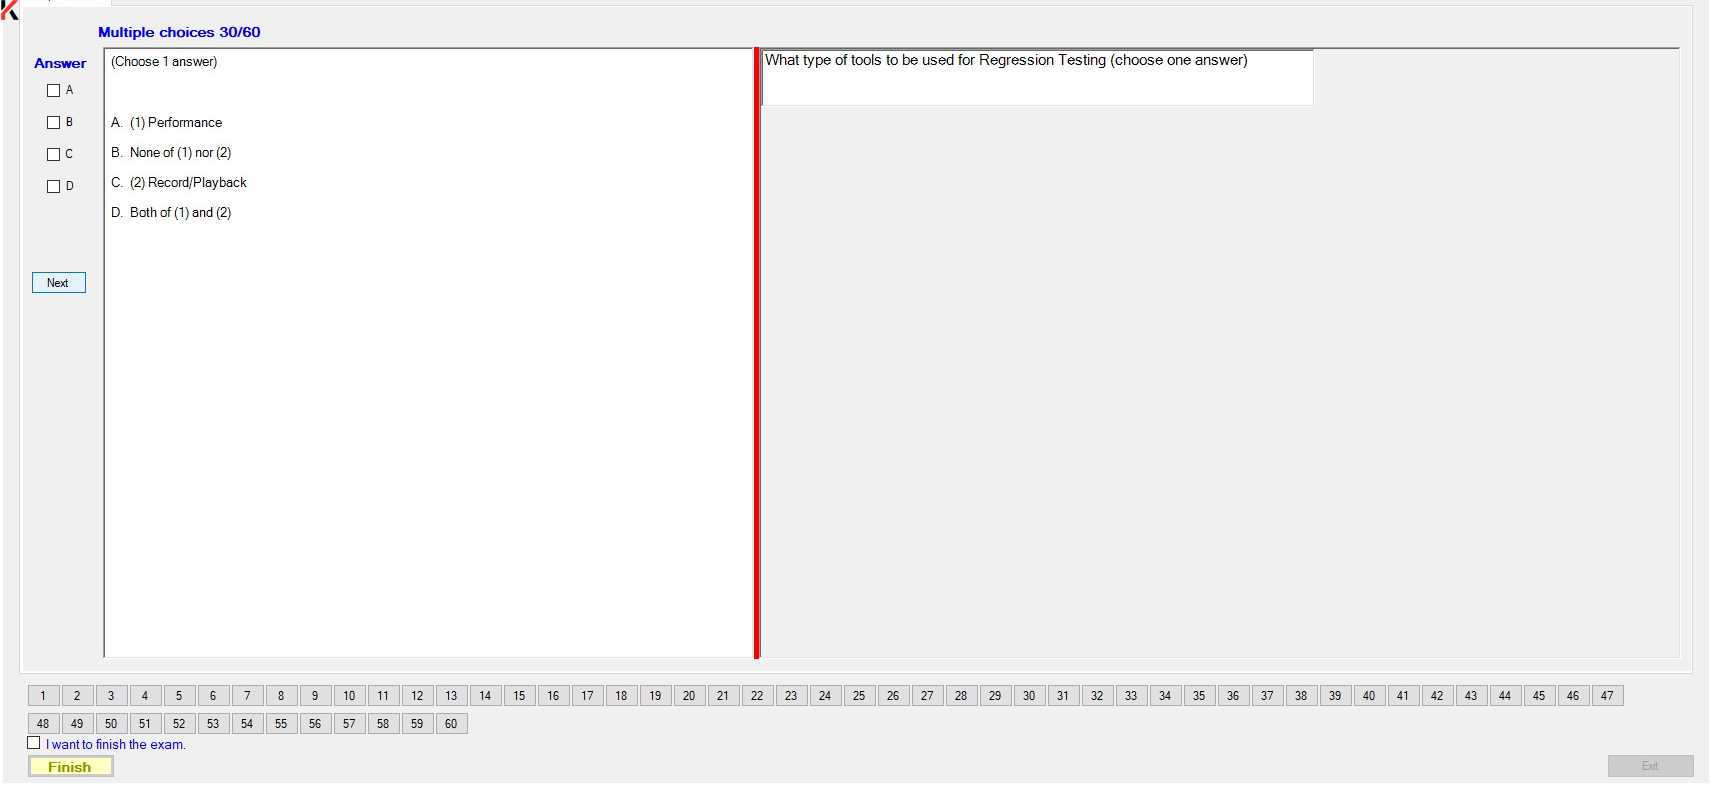 Multiple choices 30/60
Answer
(Choose 1 answer)
What type of tools to be used for Regression Testing (choose one answer)
A
B
C
D
A. (1) Performance
B. None of (1) nor (2)
C. (2) Record/Playback
D. Both of (1) and (2)
Next
1 2 3 4 5 6 7 8 9 10 11 12 13 14 15 16 17 18 19 20 21 22 23 24 25 26 27 28 29 30 31 32 33 34 35 36 37 38 39 40 41 42 43 44 45 46 47
48 49 50 51 52 53 54 55 56 57 58 59 60
I want to finish the exam.
Finish
Exit